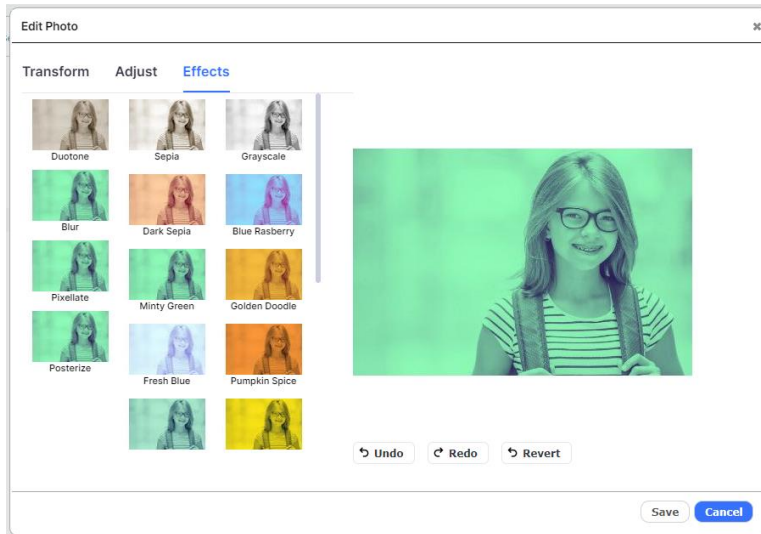 Edit Photo
Transform Adjust Effects
Duotone Sepia Grayscale
Blur Dark Sepia Blue Rasberry
Pixellate Minty Green Golden Doodle
Posterize Fresh Blue Pumpkin Spice
Undo Redo Revert
Save Cancel